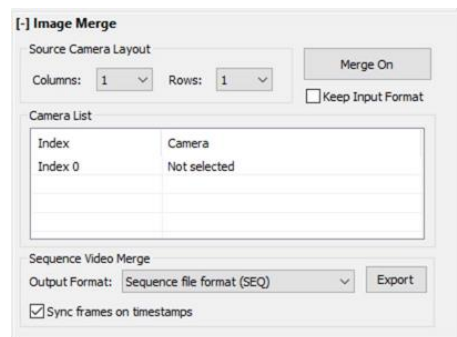 [-] Image Merge
Source Camera Layout
Columns: 1 Rows: 1
Merge On
Keep Input Format
Camera List
Index Camera
Index 0 Not selected
Sequence Video Merge
Output Format: Sequence file format (SEQ) Export
Sync frames on timestamps